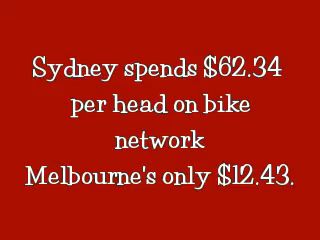 Sydney spends $62.34
per head on bike
network
Melbourne's only $12.43.